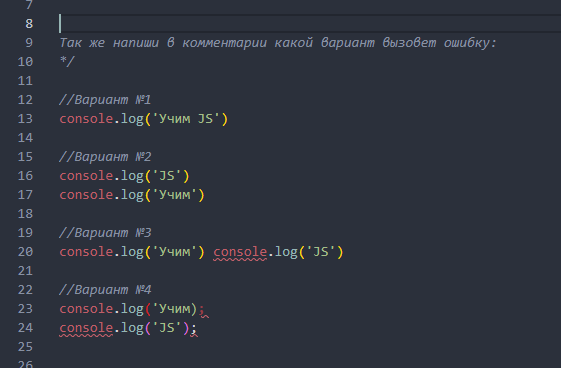 7
8
9 Так же напиши в комментарии какой вариант вызовет ошибку:
10 */
11
12 //Вариант №1
13 console.log('Учим JS')
14
15 //Вариант №2
16 console.log('JS')
17 console.log('Учим')
18
19 //Вариант №3
20 console.log('Учим') console.log('JS')
21
22 //Вариант №4
23 console.log('Учим);
24 console.log('JS');
25
26